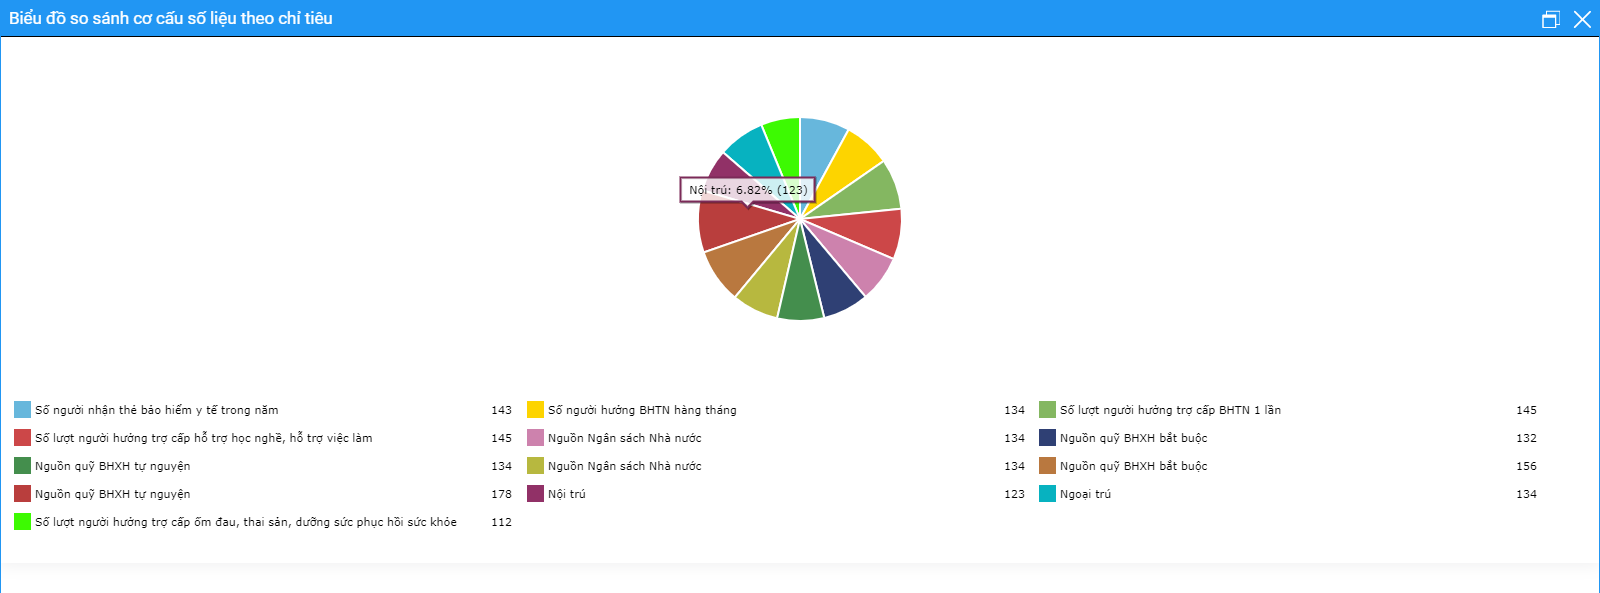 Biểu đồ so sánh cơ cấu số liệu theo chỉ tiêu
Nội trú: 6.82% (123)
Số người nhận thẻ bảo hiểm y tế trong năm 143 Số người hưởng BHTN hàng tháng 134 Số lượt người hưởng trợ cấp BHTN 1 lần 145
Số lượt người hưởng trợ cấp hỗ trợ học nghề, hỗ trợ việc làm 145 Nguồn Ngân sách Nhà nước 134 Nguồn quỹ BHXH bắt buộc 132
Nguồn quỹ BHXH tự nguyện 134 Nguồn Ngân sách Nhà nước 134 Nguồn quỹ BHXH bắt buộc 156
Nguồn quỹ BHXH tự nguyện 178 Nội trú 123 Ngoại trú 134
Số lượt người hưởng trợ cấp ốm đau, thai sản, dưỡng sức phục hồi sức khỏe 112